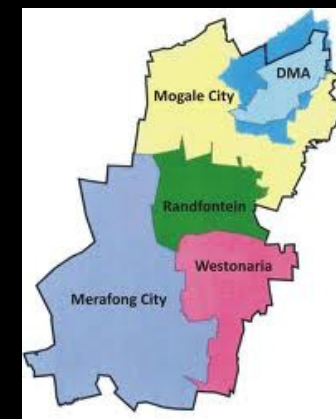 DMA
Mogale City
Randfontein
Westonaria
Merafong City